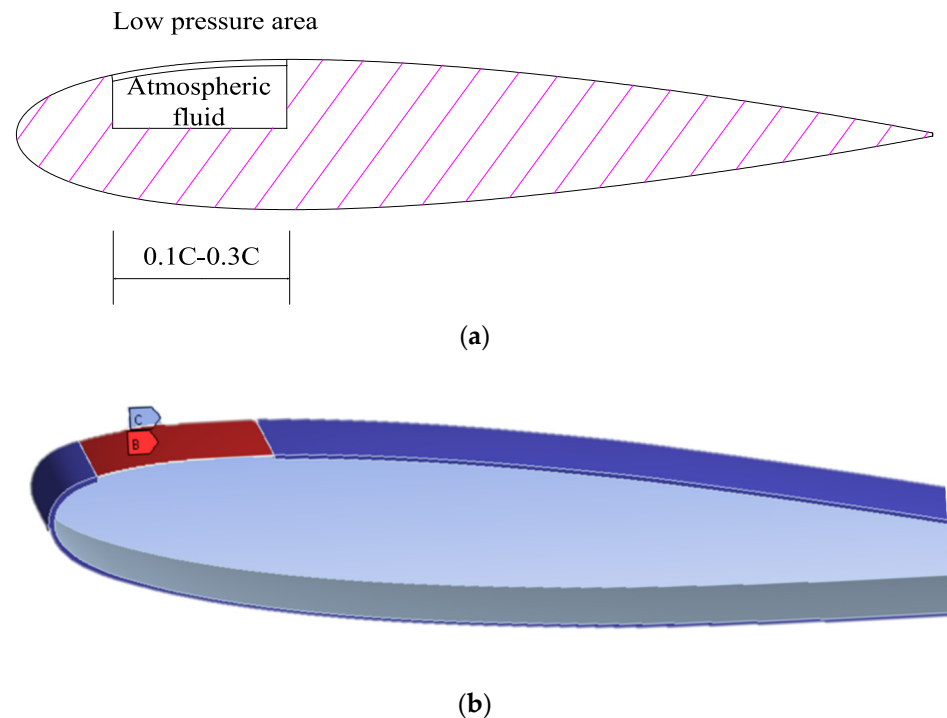 Low pressure area
Atmospheric
fluid
0.1C-0.3C
(a)
C
B
(b)